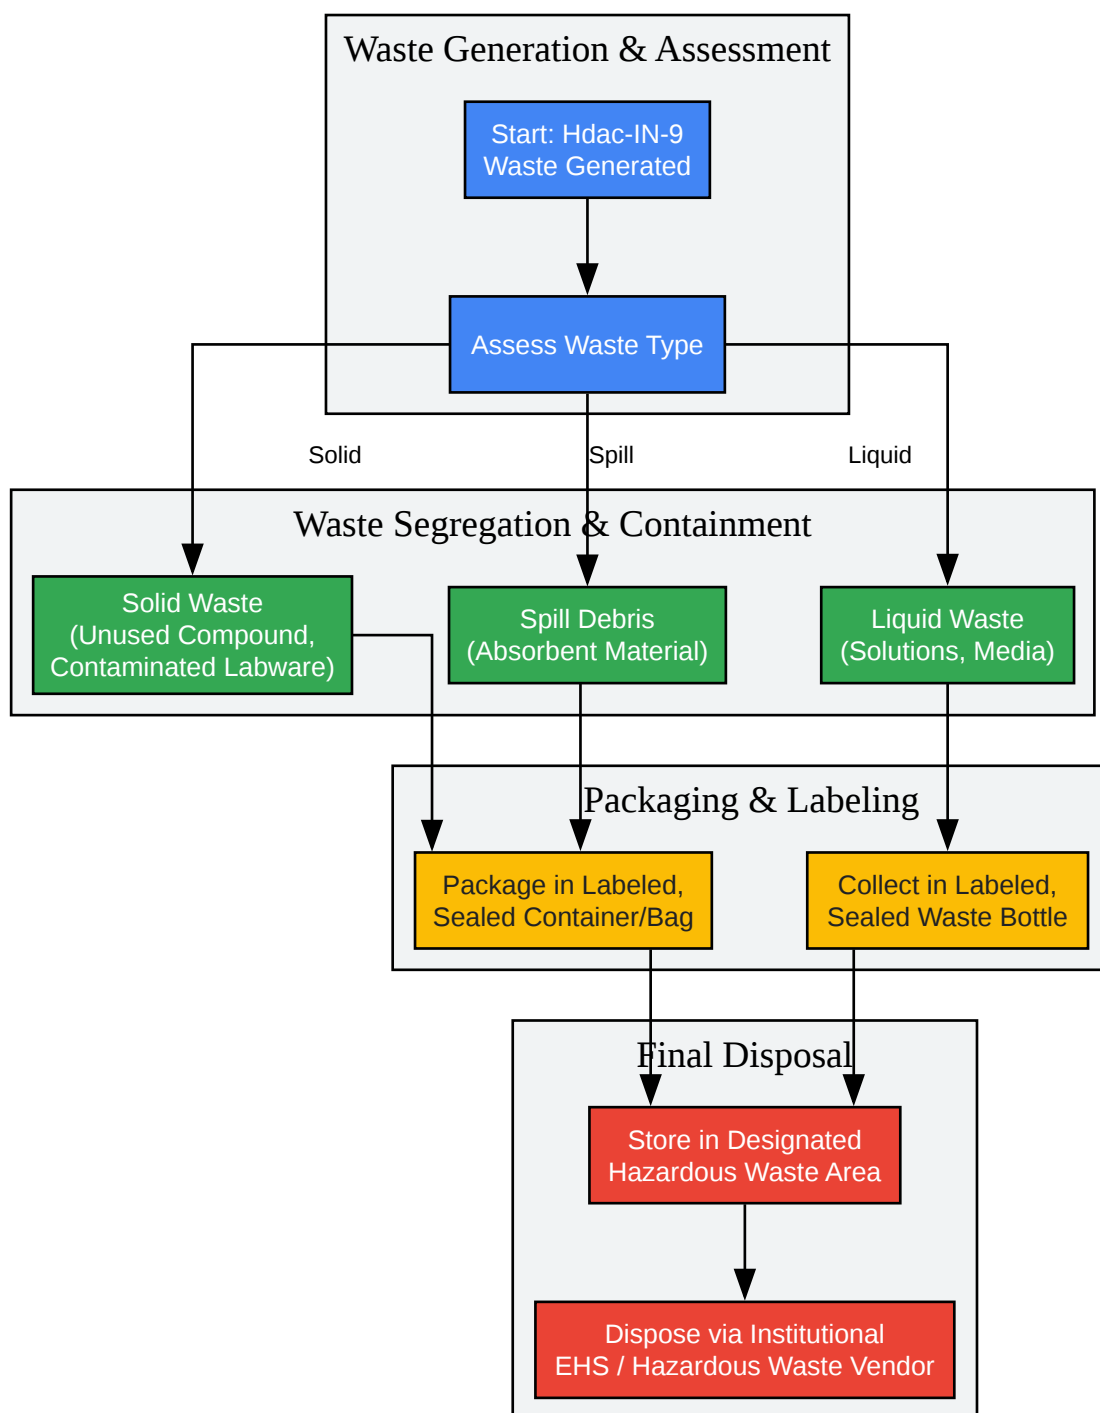 Waste Generation & Assessment
Start: Hdac-IN-9
Waste Generated
Assess Waste Type
Solid
Spill
Liquid
Waste Segregation & Containment
Solid Waste
(Unused Compound,
Contaminated Labware)
Spill Debris
(Absorbent Material)
Liquid Waste
(Solutions, Media)
Packaging & Labeling
Package in Labeled,
Sealed Container/Bag
Collect in Labeled,
Sealed Waste Bottle
Final Disposal
Store in Designated
Hazardous Waste Area
Dispose via Institutional
EHS / Hazardous Waste Vendor